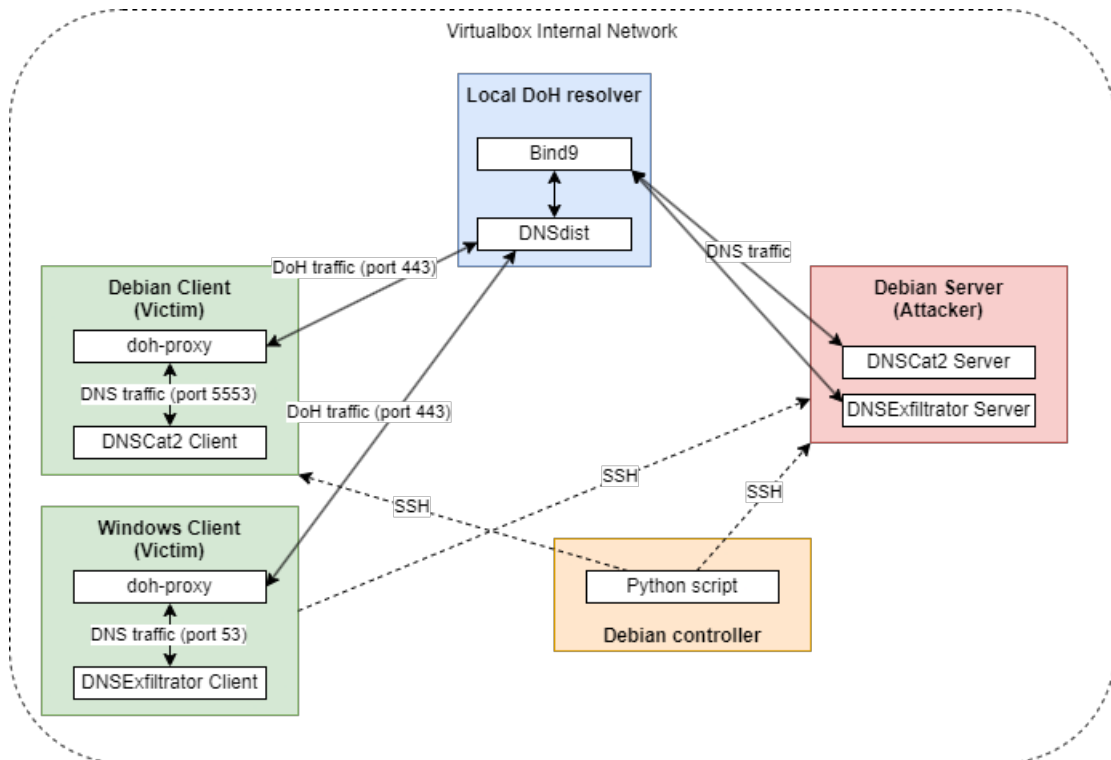 Virtualbox Internal Network
Local DoH resolver
Bind9
DNSdist
DoH traffic (port 443)
DNS traffic
Debian Client
(Victim)
doh-proxy
DNS traffic (port 5553)
DNSCat2 Client
DoH traffic (port 443)
Debian Server
(Attacker)
DNSCat2 Server
DNSExfiltrator Server
SSH
SSH
SSH
Windows Client
(Victim)
doh-proxy
DNS traffic (port 53)
DNSExfiltrator Client
Python script
Debian controller